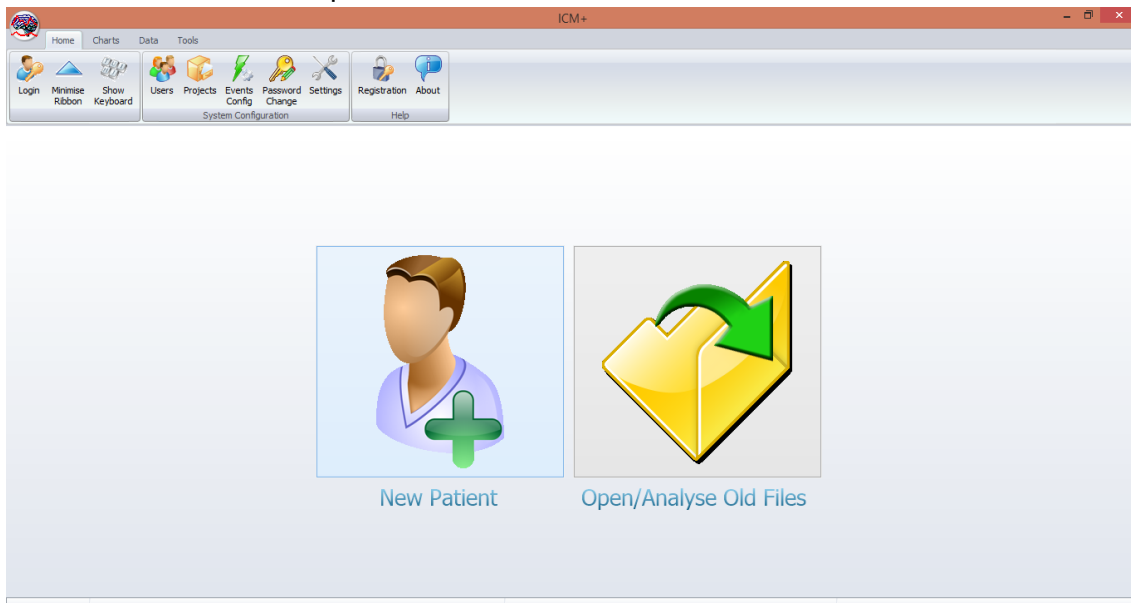 ICM+
Home Charts Data Tools
Login Minimise Ribbon Show Keyboard Users Projects Events Config Password Change Settings Registration About
System Configuration Help
New Patient Open/Analyse Old Files